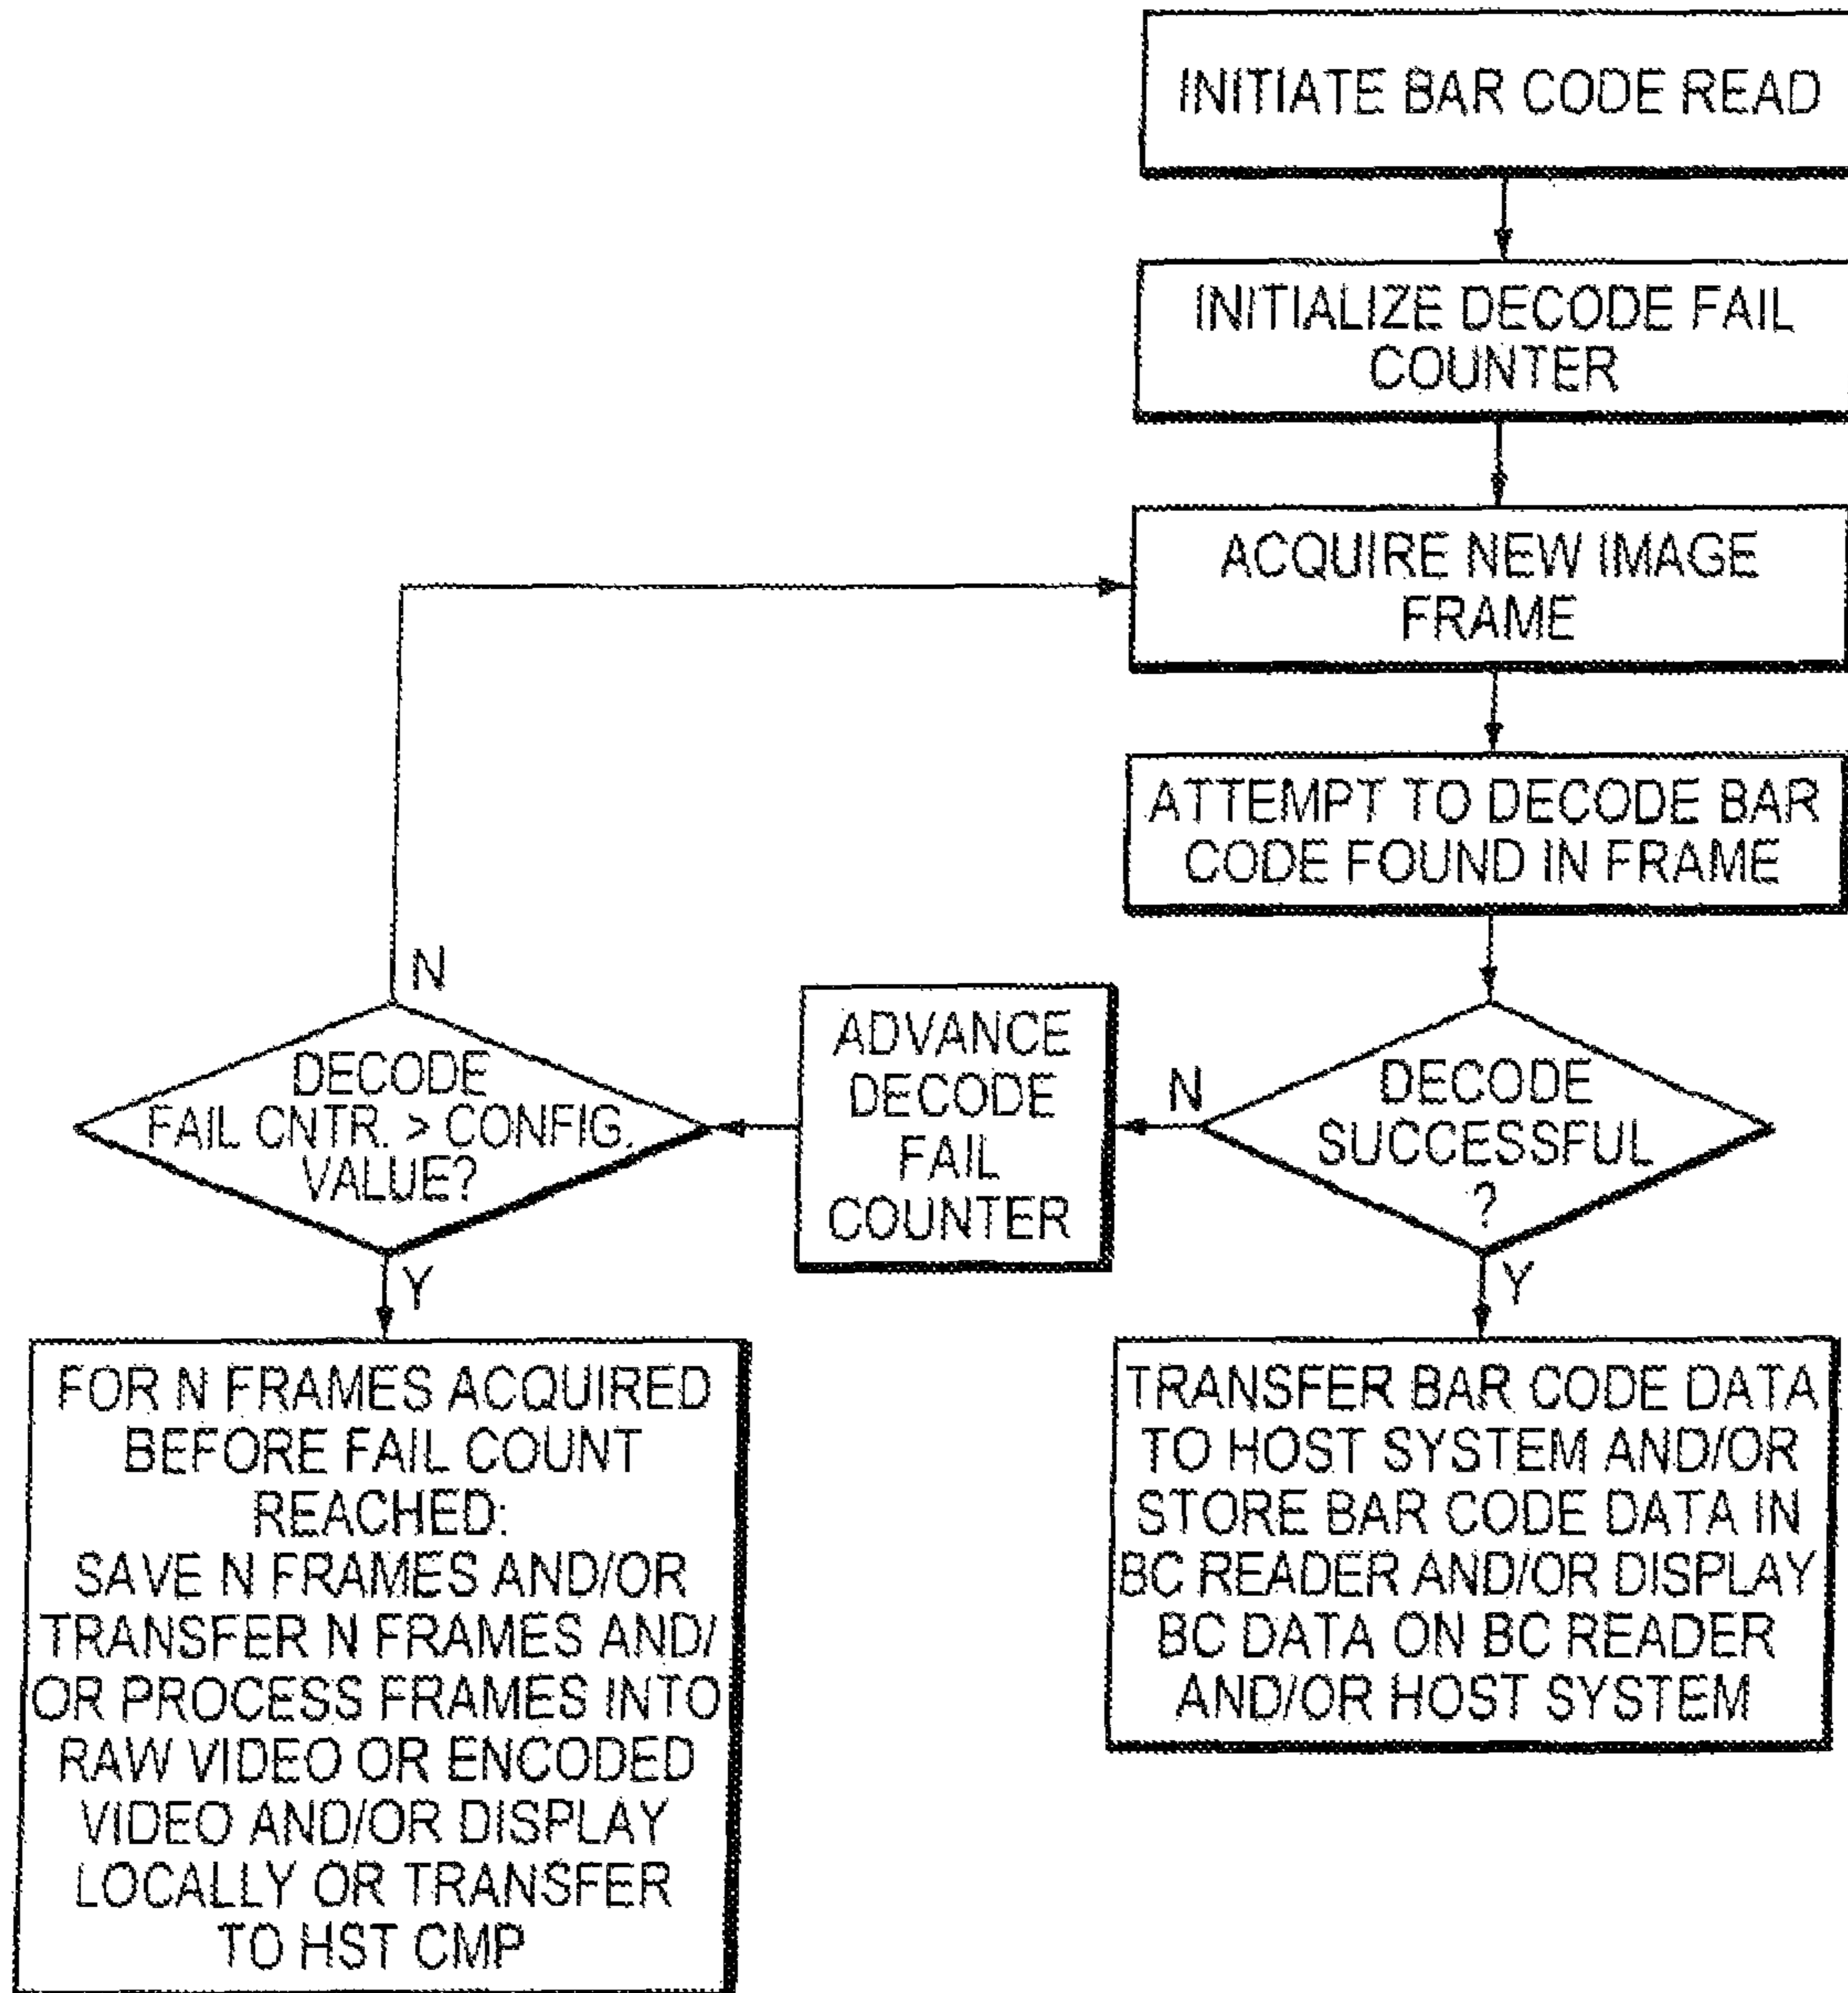 INITIATE BAR CODE READ
INITIALIZE DECODE FAIL
COUNTER
ACQUIRE NEW IMAGE
FRAME
ATTEMPT TO DECODE BAR
CODE FOUND IN FRAME
DECODE
SUCCESSFUL
?
N
Y
ADVANCE
DECODE
FAIL
COUNTER
DECODE
FAIL CNTR. > CONFIG.
VALUE?
N
Y
FOR N FRAMES ACQUIRED
BEFORE FAIL COUNT
REACHED:
SAVE N FRAMES AND/OR
TRANSFER N FRAMES AND/
OR PROCESS FRAMES INTO
RAW VIDEO OR ENCODED
VIDEO AND/OR DISPLAY
LOCALLY OR TRANSFER
TO HST CMP
TRANSFER BAR CODE DATA
TO HOST SYSTEM AND/OR
STORE BAR CODE DATA IN
BC READER AND/OR DISPLAY
BC DATA ON BC READER
AND/OR HOST SYSTEM